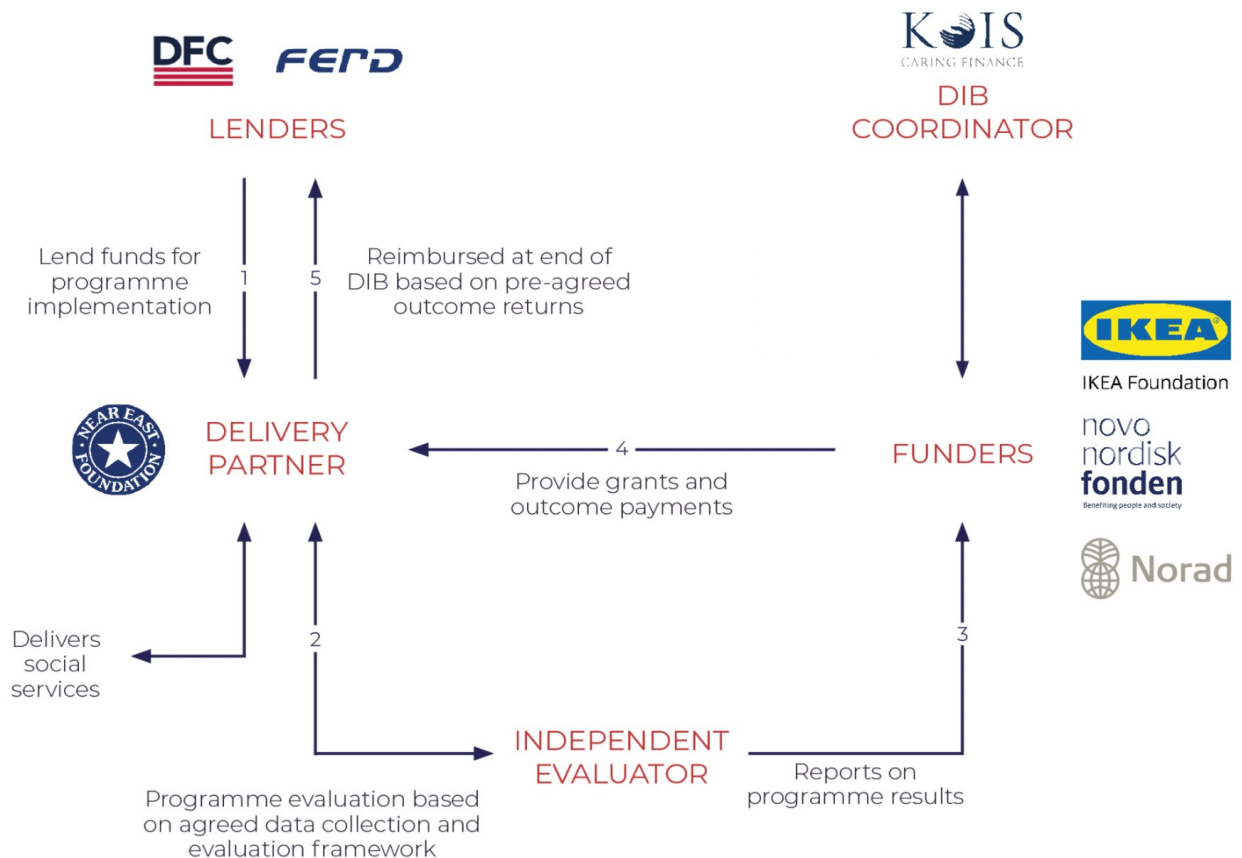 DFC
FERD
KOIS
CARING FINANCE
LENDERS
DIB
COORDINATOR
1
5
Lend funds for
programme
implementation
Reimbursed at end of
DIB based on pre-agreed
outcome returns
IKEA
®
IKEA Foundation
NEAR EAST
FOUNDATION
DELIVERY
PARTNER
4
Provide grants and
outcome payments
FUNDERS
novo
nordisk
fonden
Benefiting people and society
Norad
Delivers
social
services
2
3
INDEPENDENT
EVALUATOR
Reports on
programme results
Programme evaluation based
on agreed data collection and
evaluation framework